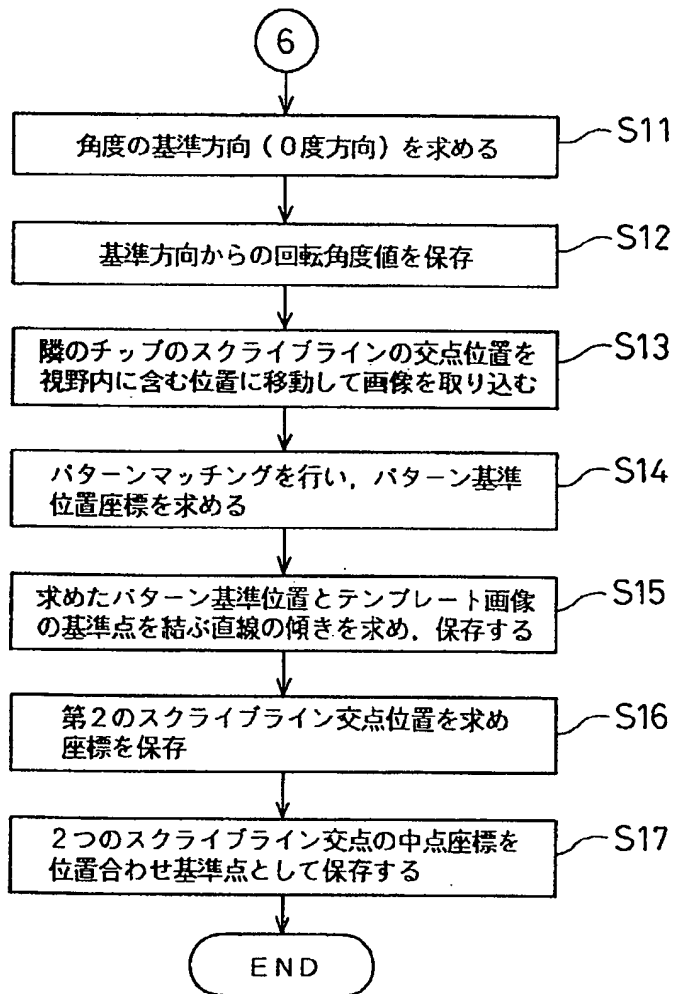 6
角度の基準方向(0度方向)を求める
S11
基準方向からの回転角度値を保存
S12
隣のチップのスクライブラインの交点位置を
視野内に含む位置に移動して画像を取り込む
S13
パターンマッチングを行い,パターン基準
位置座標を求める
S14
求めたパターン基準位置とテンプレート画像
の基準点を結ぶ直線の傾きを求め,保存する
S15
第2のスクライブライン交点位置を求め
座標を保存
S16
2つのスクライブライン交点の中点座標を
位置合わせ基準点として保存する
S17
END